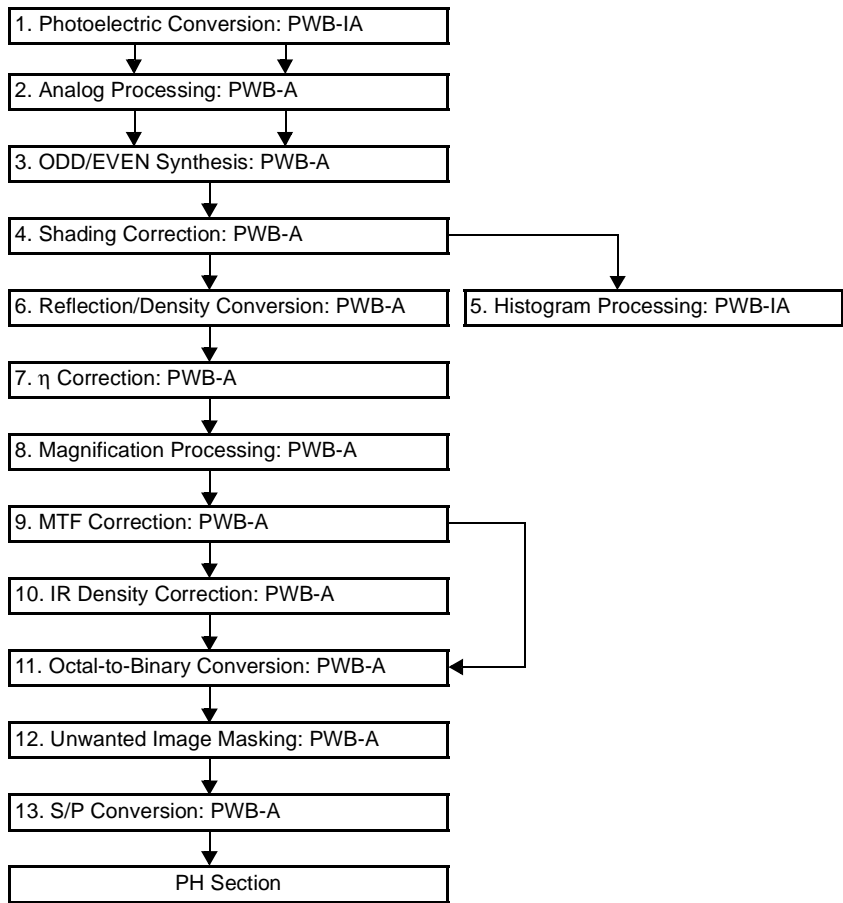 1. Photoelectric Conversion: PWB-IA
2. Analog Processing: PWB-A
3. ODD/EVEN Synthesis: PWB-A
4. Shading Correction: PWB-A
6. Reflection/Density Conversion: PWB-A
5. Histogram Processing: PWB-IA
7. η Correction: PWB-A
8. Magnification Processing: PWB-A
9. MTF Correction: PWB-A
10. IR Density Correction: PWB-A
11. Octal-to-Binary Conversion: PWB-A
12. Unwanted Image Masking: PWB-A
13. S/P Conversion: PWB-A
PH Section